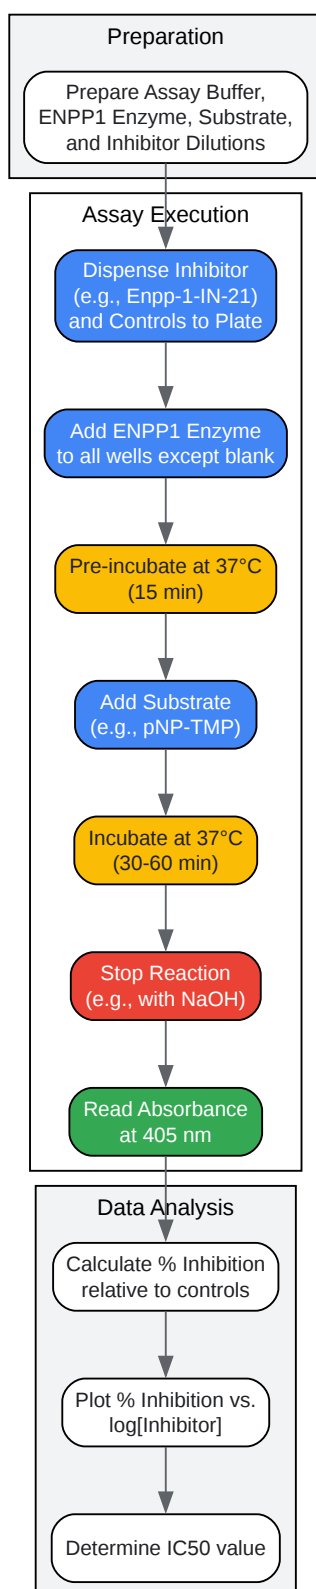 Preparation
Prepare Assay Buffer,
ENPP1 Enzyme, Substrate,
and Inhibitor Dilutions
Assay Execution
Dispense Inhibitor
(e.g., Enpp-1-IN-21)
and Controls to Plate
Add ENPP1 Enzyme
to all wells except blank
Pre-incubate at 37°C
(15 min)
Add Substrate
(e.g., pNP-TMP)
Incubate at 37°C
(30-60 min)
Stop Reaction
(e.g., with NaOH)
Read Absorbance
at 405 nm
Data Analysis
Calculate % Inhibition
relative to controls
Plot % Inhibition vs.
log[Inhibitor]
Determine IC50 value